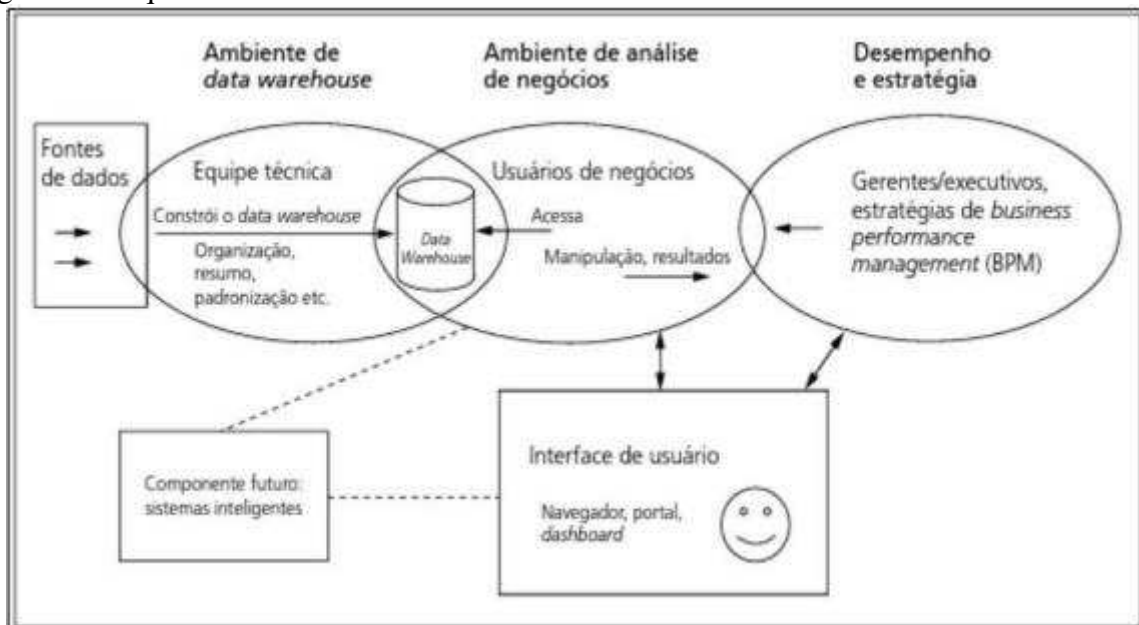 Ambiente de
data warehouse
Ambiente de análise
de negócios
Desempenho
e estratégia
Fontes
de dados
Equipe técnica
Constrói o data warehouse
Organização,
resumo,
padronização etc.
Data
Warehouse
Usuários de negócios
Acessa
Manipulação, resultados
Gerentes/executivos,
estratégias de business
performance
management (BPM)
Componente futuro:
sistemas inteligentes
Interface de usuário
Navegador, portal,
dashboard